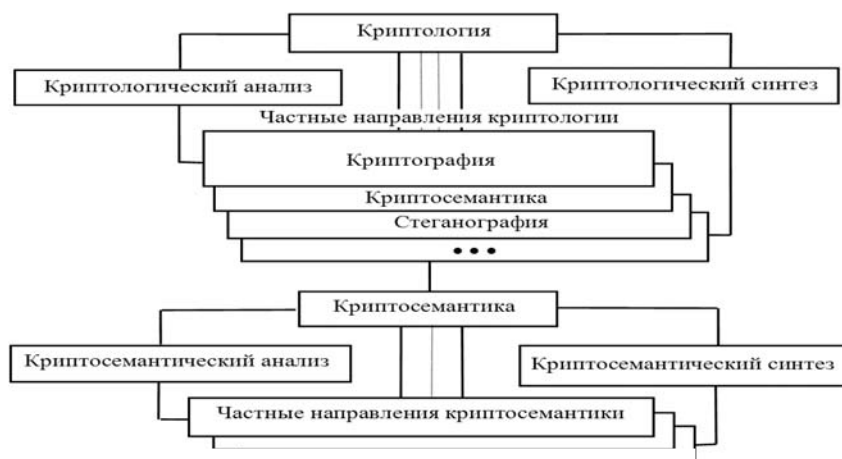 Криптология
Криптологический анализ
Криптологический синтез
Частные направления криптологии
Криптография
Криптосемантика
Стеганография
•••
Криптосемантика
Криптосемантический анализ
Криптосемантический синтез
Частные направления криптосемантики